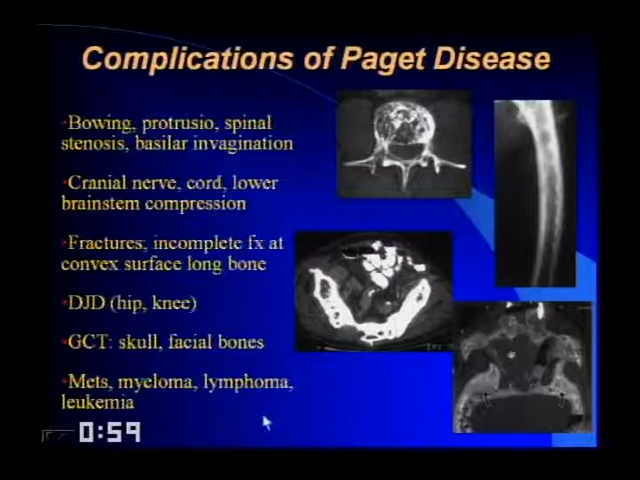 Complications of Paget Disease
Bowing, protrusio, spinal
stenosis, basilar invagination
Cranial nerve, cord, lower
brainstem compression
Fractures; incomplete fx at
convex surface long bone
DJD (hip, knee)
GCT: skull, facial bones
Mets, myeloma, lymphoma,
leukemia
0:59